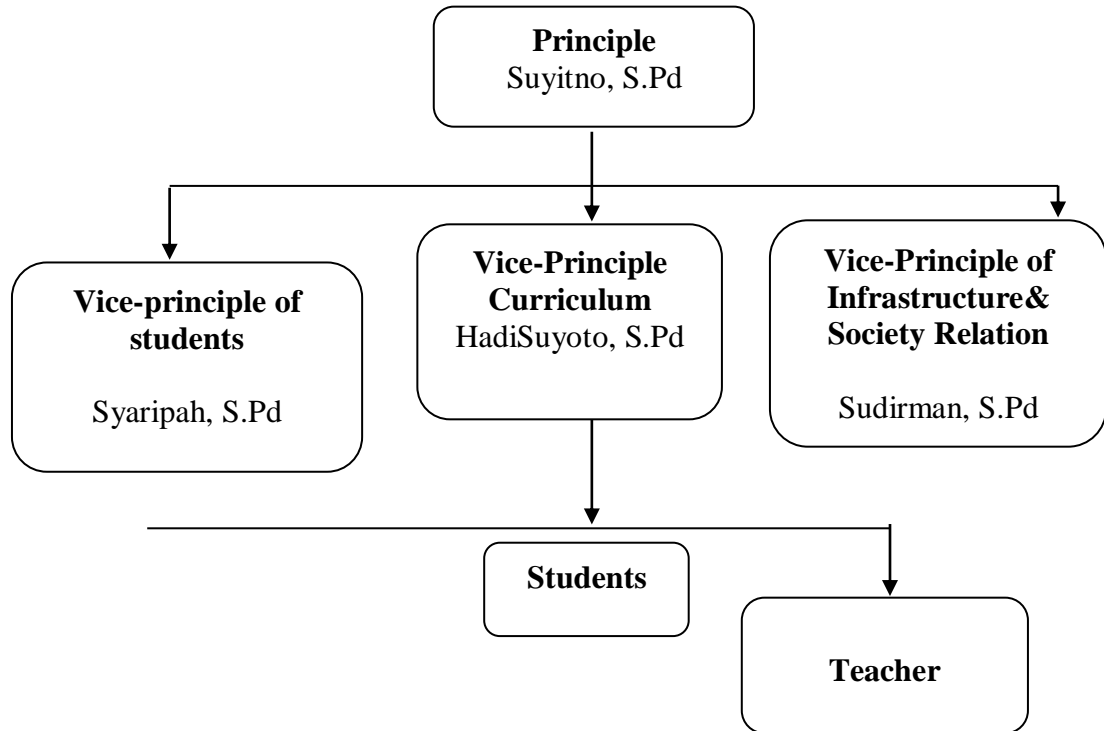 Principle
Suyitno, S.Pd
Vice-principle of
students
Syaripah, S.Pd
Vice-Principle
Curriculum
HadiSuyoto, S.Pd
Vice-Principle of
Infrastructure&
Society Relation
Sudirman, S.Pd
Students
Teacher